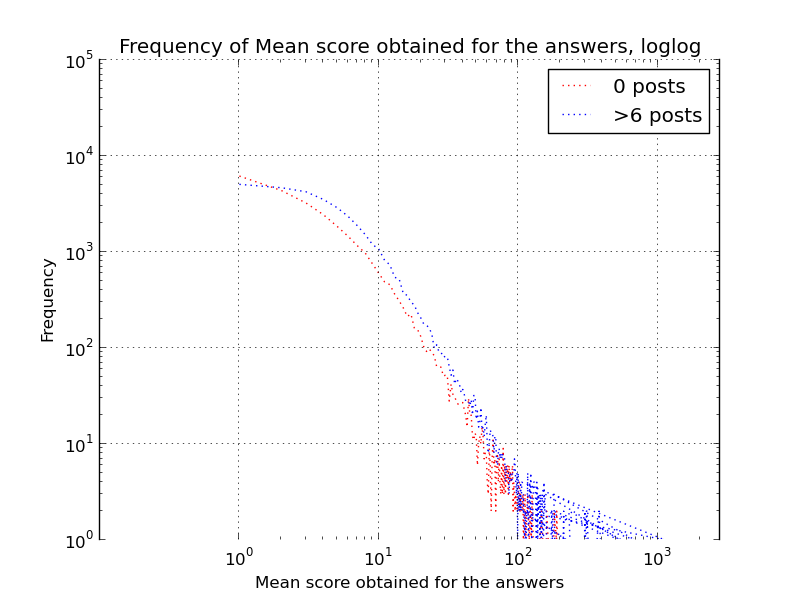 Frequency of Mean score obtained for the answers, loglog
10^5
10^4
10^3
10^2
10^1
10^0
Frequency
0 posts
>6 posts
10^0 10^1 10^2 10^3
Mean score obtained for the answers